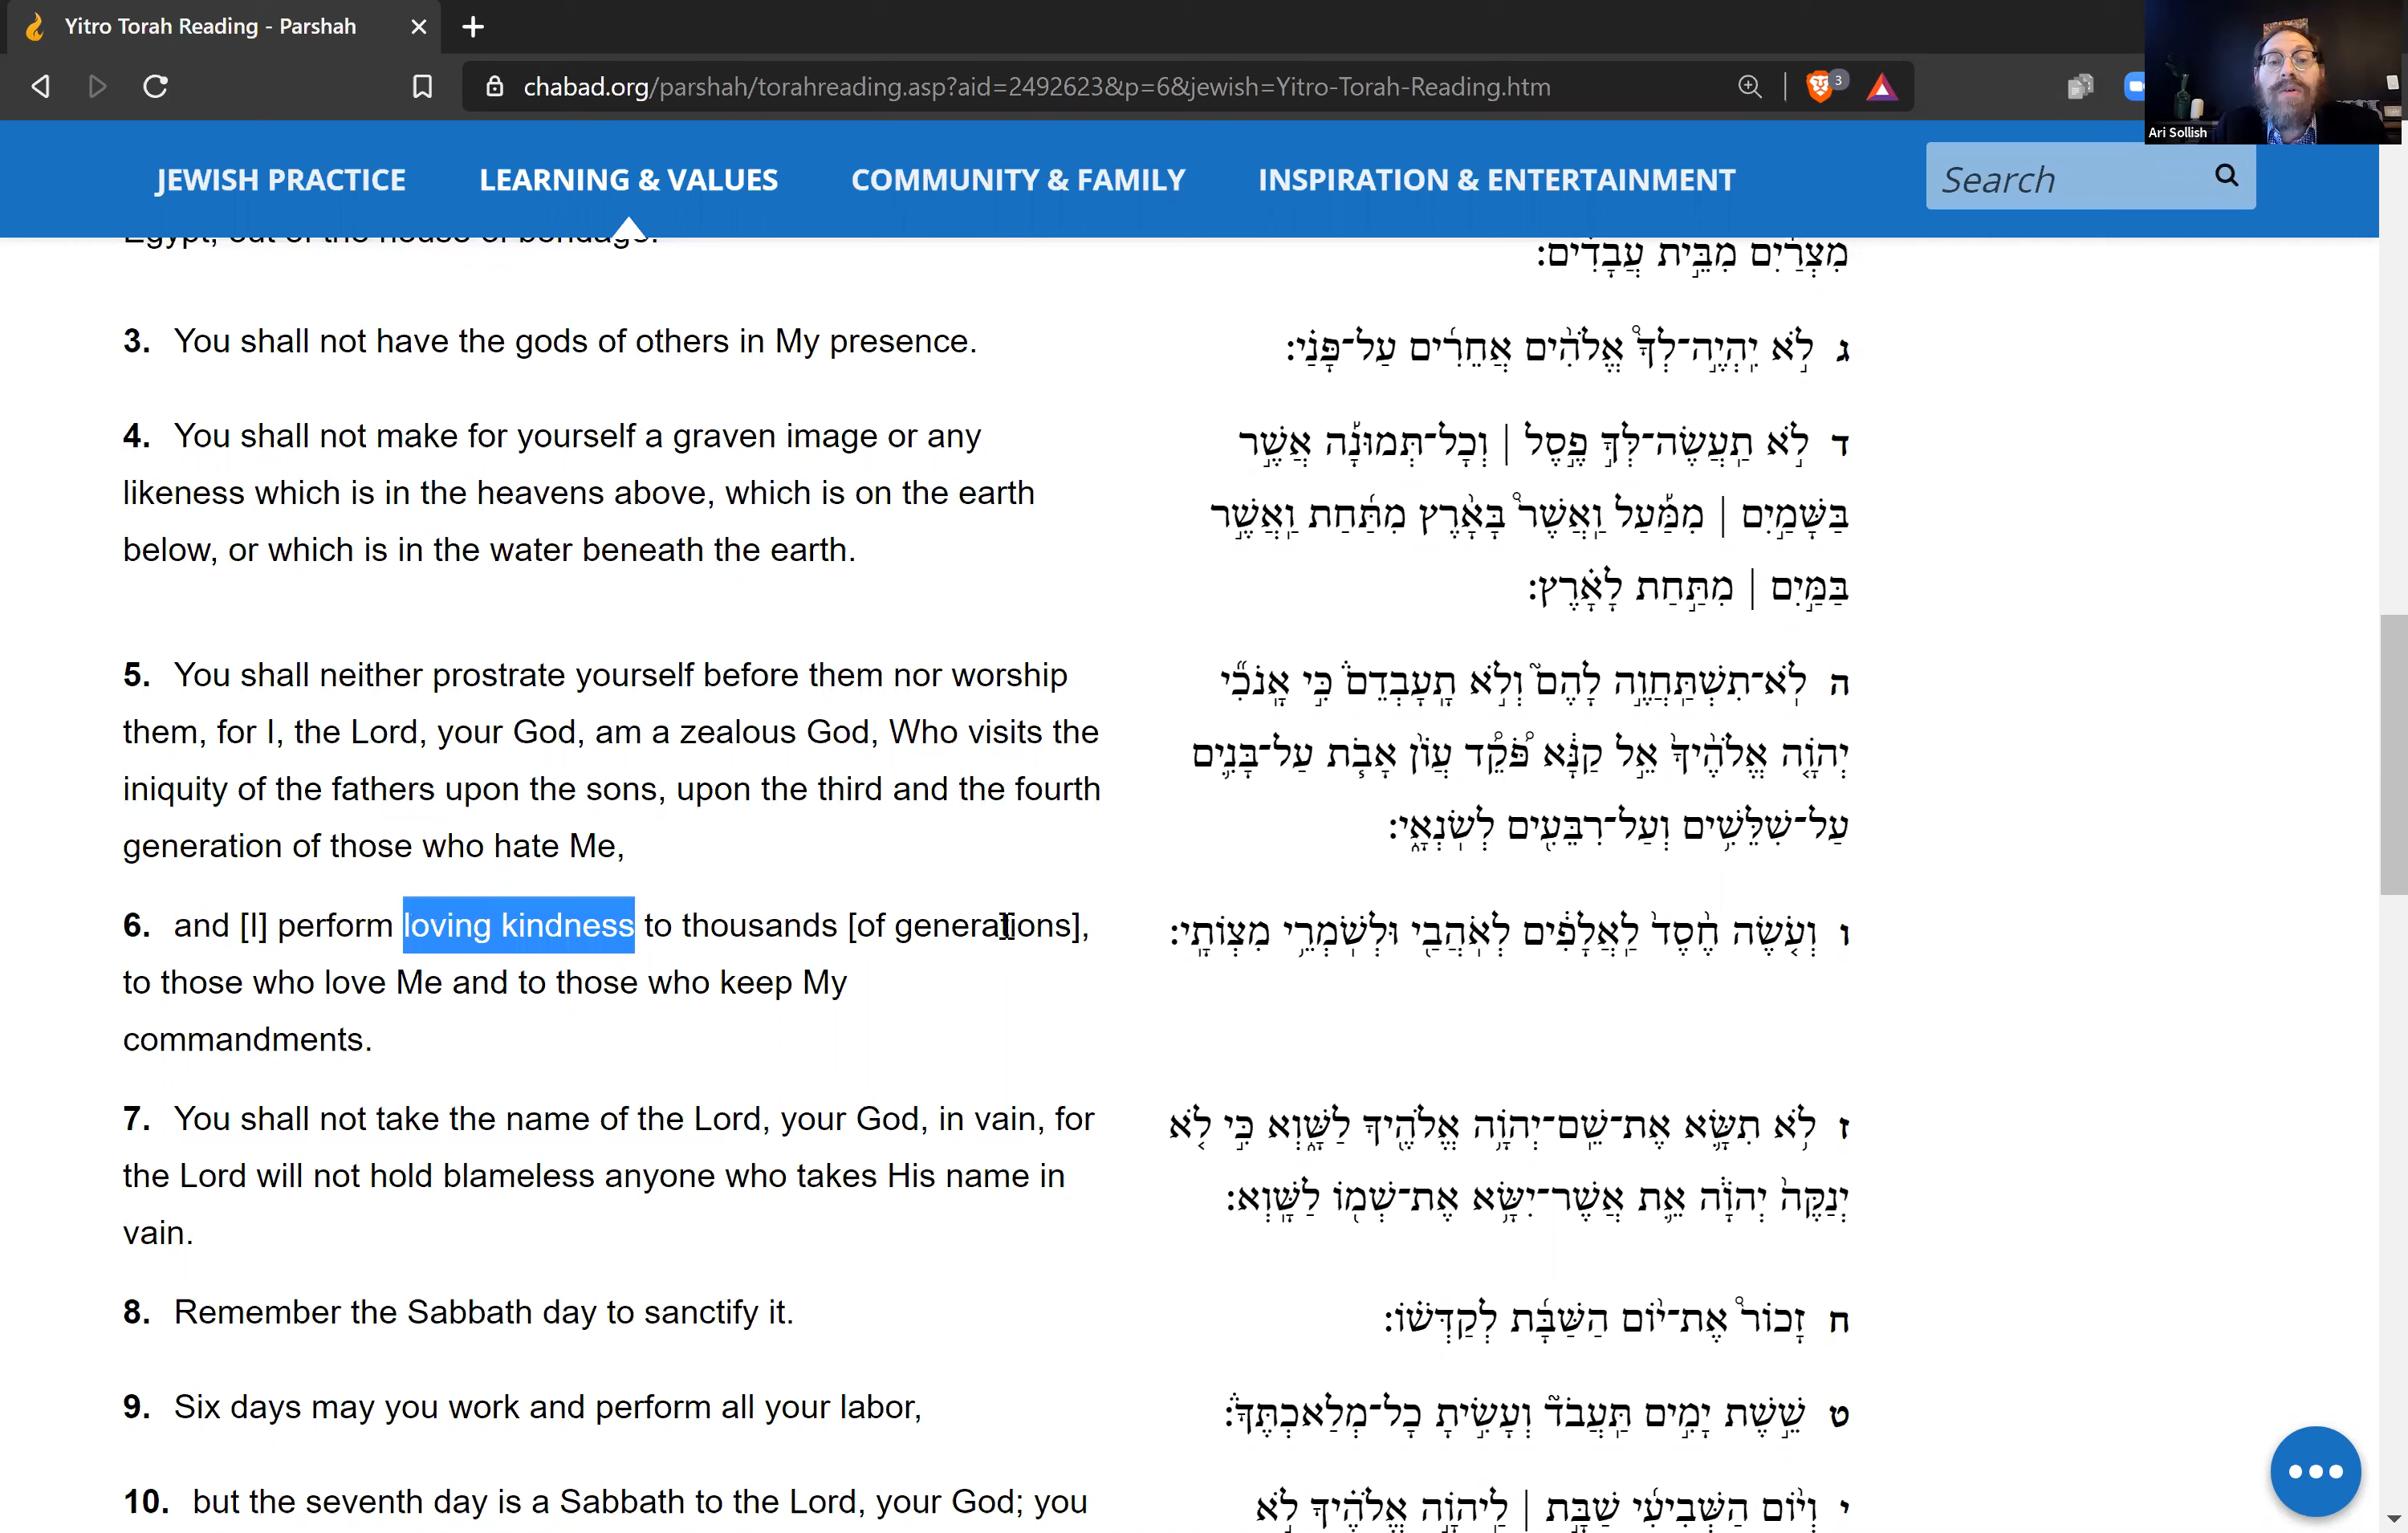 Yitro Torah Reading - Parshah
chabad.org/parshah/torahreading.asp?aid=2492623&p=6&jewish=Yitro-Torah-Reading.htm
3
Ari Sollish
JEWISH PRACTICE
LEARNING & VALUES
COMMUNITY & FAMILY
INSPIRATION & ENTERTAINMENT
Search
Egypt, out of the house of bondage.
מִצְרַ֖יִם מִבֵּ֣ית עֲבָדִ֑ים:
3. You shall not have the gods of others in My presence.
ג לֹ֣א יִֽהְיֶ֣ה־לְךָ֩ אֱלֹהִ֨ים אֲחֵרִ֜ים עַל־פָּנַ֗י:
4. You shall not make for yourself a graven image or any
likeness which is in the heavens above, which is on the earth
below, or which is in the water beneath the earth.
ד לֹ֣א תַֽעֲשֶׂה־לְּךָ֣ פֶ֣סֶל | וְכָל־תְּמוּנָ֡ה אֲשֶׁ֣ר
בַּשָּׁמַ֣יִם | מִמַּ֡עַל וַֽאֲשֶׁר֩ בָּאָ֨רֶץ מִתַּ֜חַת וַֽאֲשֶׁ֣ר
בַּמַּ֣יִם | מִתַּ֣חַת לָאָ֗רֶץ:
5. You shall neither prostrate yourself before them nor worship
them, for I, the Lord, your God, am a zealous God, Who visits the
iniquity of the fathers upon the sons, upon the third and the fourth
generation of those who hate Me,
ה לֹֽא־תִשְׁתַּֽחֲוֶ֣ה לָהֶם֘ וְלֹ֣א תָֽעָבְדֵם֒ כִּ֣י אָֽנֹכִ֞י
יְהֹוָ֤ה אֱלֹהֶ֨יךָ֙ אֵ֣ל קַנָּ֔א פֹּ֠קֵ֠ד עֲוֹ֨ן אָבֹ֧ת עַל־בָּנִ֛ים
עַל־שִׁלֵּשִׁ֥ים וְעַל־רִבֵּעִ֖ים לְשֽׂנְאָ֑י:
6. and [I] perform loving kindness to thousands [of generations],
to those who love Me and to those who keep My
commandments.
ו וְעֹ֤שֶׂה חֶ֨סֶד֙ לַֽאֲלָפִ֔ים לְאֹֽהֲבַ֖י וּלְשֹֽׁמְרֵ֥י מִצְוֹתָֽי:
7. You shall not take the name of the Lord, your God, in vain, for
the Lord will not hold blameless anyone who takes His name in
vain.
ז לֹ֥א תִשָּׂ֛א אֶת־שֵֽׁם־יְהֹוָ֥ה אֱלֹהֶ֖יךָ לַשָּׁ֑וְא כִּ֣י לֹ֤א
יְנַקֶּה֙ יְהֹוָ֔ה אֵ֛ת אֲשֶׁר־יִשָּׂ֥א אֶת־שְׁמ֖וֹ לַשָּֽׁוְא:
8. Remember the Sabbath day to sanctify it.
ח זָכוֹר֩ אֶת־י֨וֹם הַשַּׁבָּ֜ת לְקַדְּשׁ֗וֹ:
9. Six days may you work and perform all your labor,
ט שֵׁ֣שֶׁת יָמִ֣ים תַּֽעֲבֹד֘ וְעָשִׂ֣יתָ כָל־מְלַאכְתֶּךָ֒:
10. but the seventh day is a Sabbath to the Lord, your God; you
י וְי֨וֹם הַשְּׁבִיעִ֜י שַׁבָּ֣ת | לַֽיהֹוָ֣ה אֱלֹהֶ֗יךָ לֹ֣א